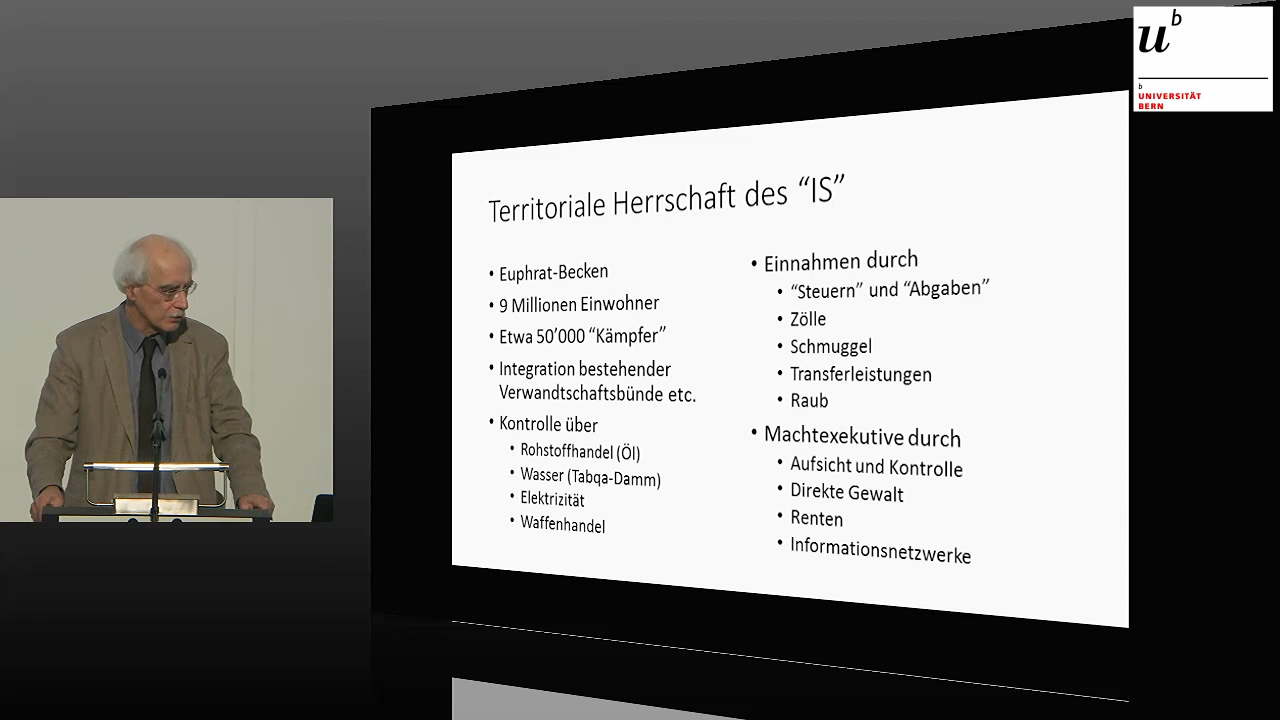 Territoriale Herrschaft des “IS”
• Euphrat-Becken
• 9 Millionen Einwohner
• Etwa 50’000 “Kämpfer”
• Integration bestehender
Verwandtschaftsbünde etc.
• Kontrolle über
• Rohstoffhandel (Öl)
• Wasser (Tabqa-Damm)
• Elektrizität
• Waffenhandel
• Einnahmen durch
• “Steuern” und “Abgaben”
• Zölle
• Schmuggel
• Transferleistungen
• Raub
• Machtexekutive durch
• Aufsicht und Kontrolle
• Direkte Gewalt
• Renten
• Informationsnetzwerke
u b
b
UNIVERSITÄT
BERN